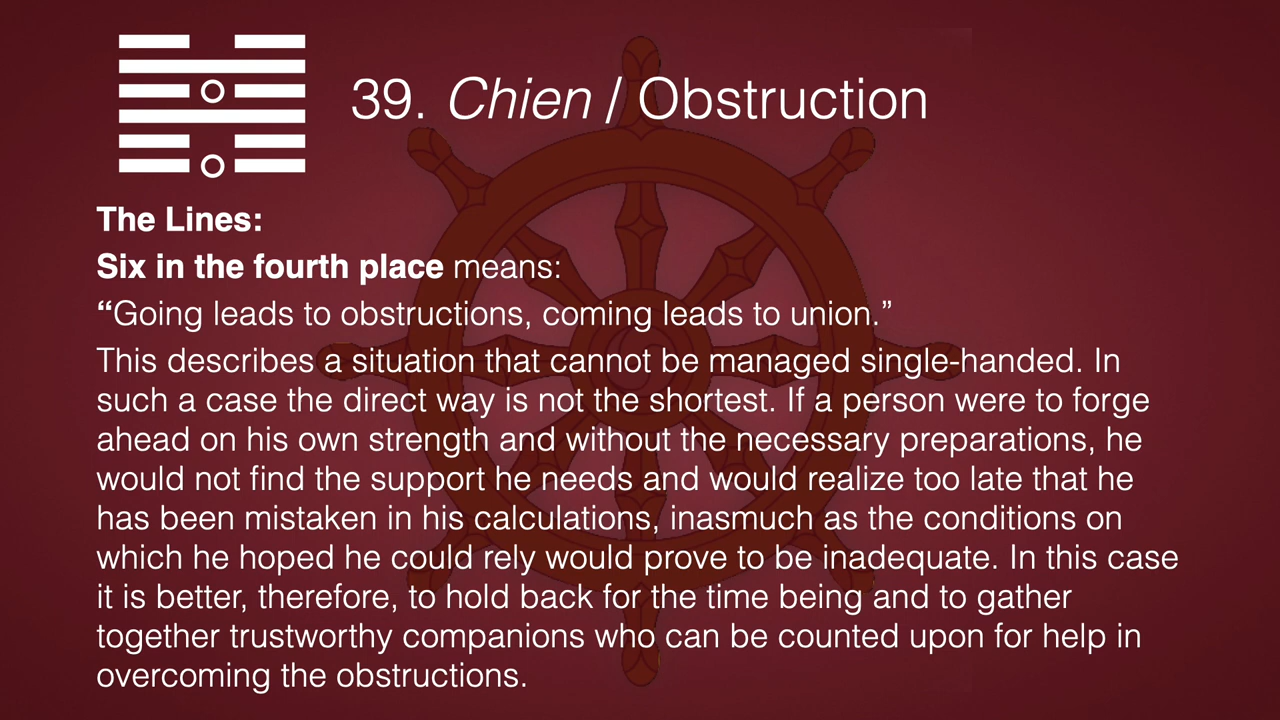 39. Chien / Obstruction
The Lines:
Six in the fourth place means:
“Going leads to obstructions, coming leads to union.”
This describes a situation that cannot be managed single-handed. In
such a case the direct way is not the shortest. If a person were to forge
ahead on his own strength and without the necessary preparations, he
would not find the support he needs and would realize too late that he
has been mistaken in his calculations, inasmuch as the conditions on
which he hoped he could rely would prove to be inadequate. In this case
it is better, therefore, to hold back for the time being and to gather
together trustworthy companions who can be counted upon for help in
overcoming the obstructions.